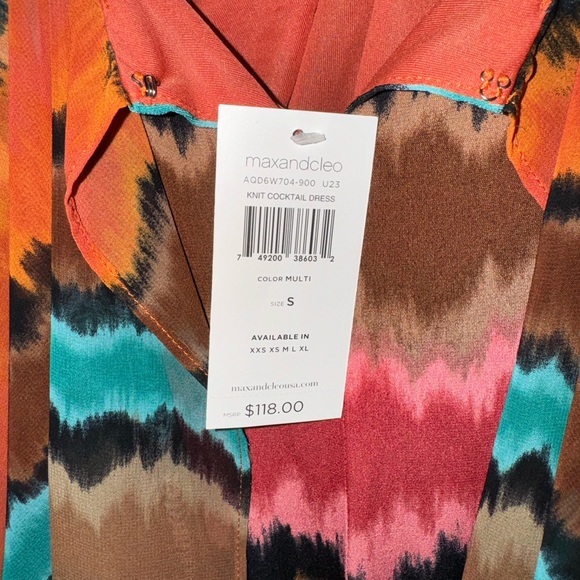 maxandcleo
AQD6W704-900 U23
KNIT COCKTAIL DRESS
7 49200 38603 2
COLOR MULTI
SIZE S
AVAILABLE IN
XXS XS M L XL
maxandcleousa.com
MSRP $118.00